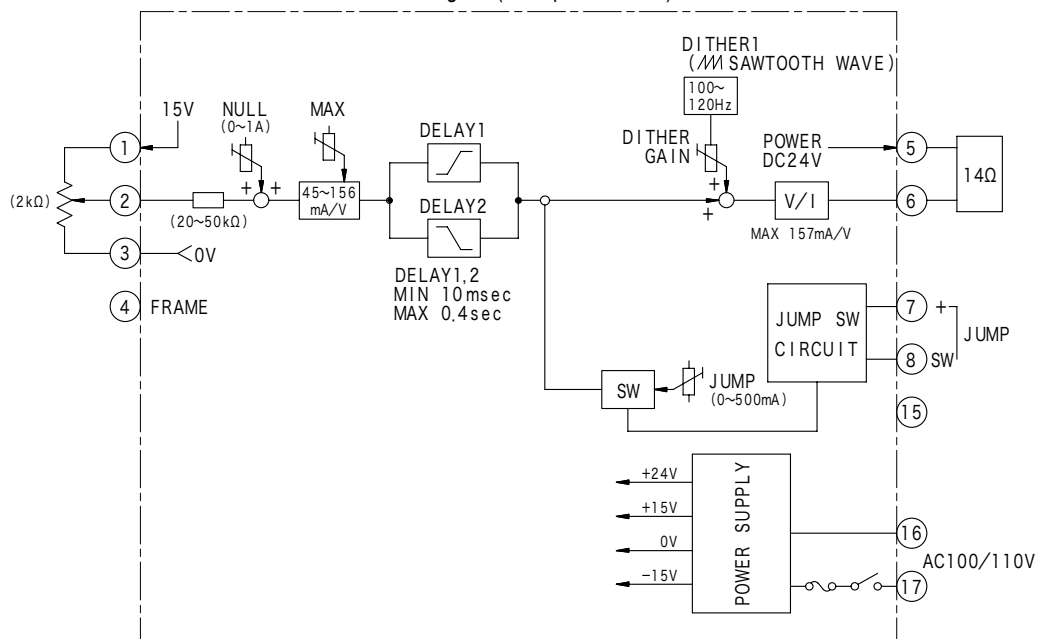 DITHER1
(SAWTOOTH WAVE)
100~
120Hz
15V
NULL
(0~1A)
MAX
DELAY1
DITHER
GAIN
POWER
DC24V
1
5
14Ω
(2kΩ)
2
+ +
45~156
mA/V
+
+
V/I
6
(20~50kΩ)
DELAY2
MAX 157mA/V
3
0V
DELAY1,2
MIN 10msec
MAX 0.4sec
4
FRAME
JUMP SW
CIRCUIT
7
+
JUMP
8
SW
SW
JUMP
(0~500mA)
15
+24V
+15V
0V
-15V
POWER SUPPLY
16
AC100/110V
17